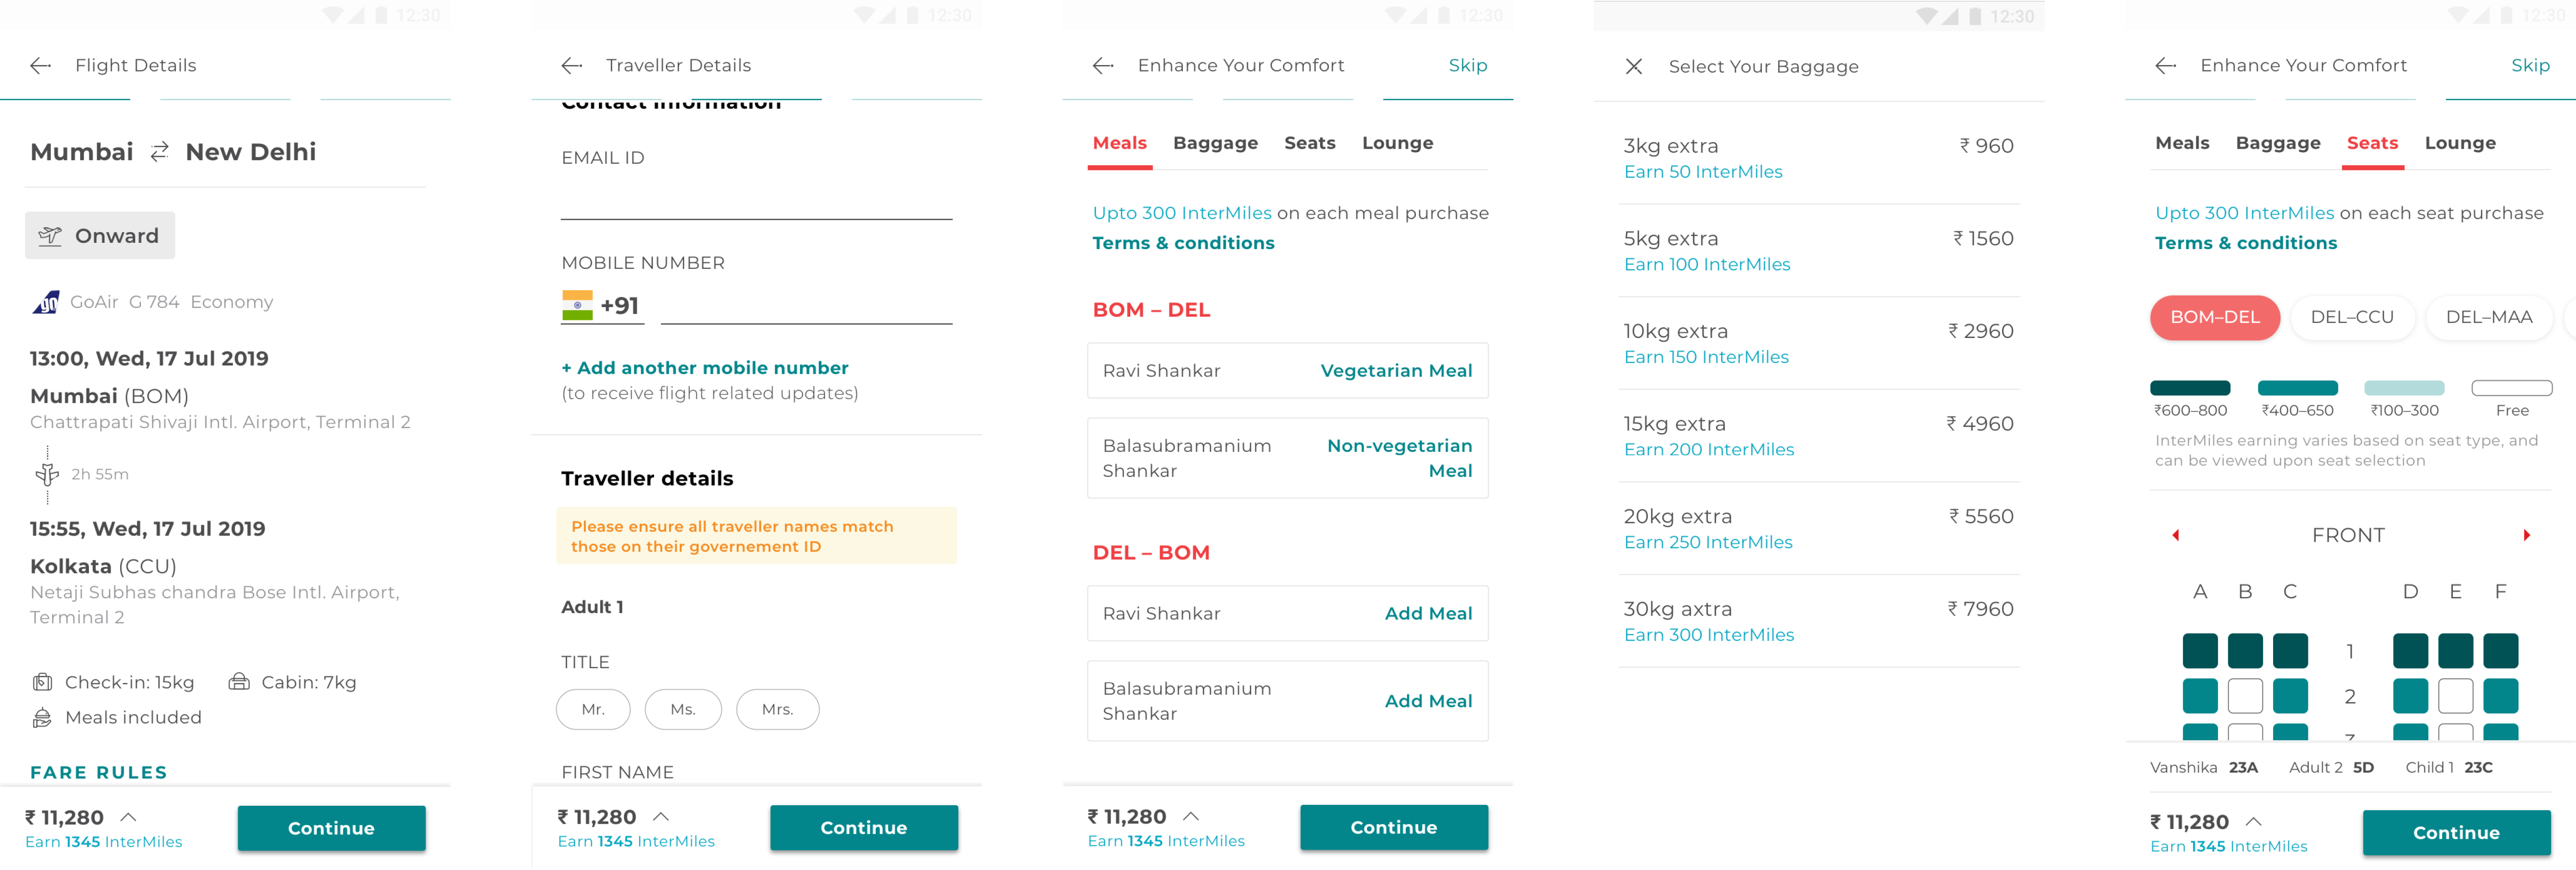 12:30
Flight Details
Mumbai New Delhi
Onward
go GoAir G 784 Economy
13:00, Wed, 17 Jul 2019
Mumbai (BOM)
Chattrapati Shivaji Intl. Airport, Terminal 2
2h 55m
15:55, Wed, 17 Jul 2019
Kolkata (CCU)
Netaji Subhas chandra Bose Intl. Airport,
Terminal 2
Check-in: 15kg Cabin: 7kg
Meals included
FARE RULES
₹ 11,280
Earn 1345 InterMiles
Continue
12:30
Traveller Details
Contact Information
EMAIL ID
MOBILE NUMBER
+91
+ Add another mobile number
(to receive flight related updates)
Traveller details
Please ensure all traveller names match
those on their governement ID
Adult 1
TITLE
Mr. Ms. Mrs.
FIRST NAME
₹ 11,280
Earn 1345 InterMiles
Continue
12:30
Enhance Your Comfort Skip
Meals Baggage Seats Lounge
Upto 300 InterMiles on each meal purchase
Terms & conditions
BOM – DEL
Ravi Shankar Vegetarian Meal
Balasubramanium
Shankar
Non-vegetarian
Meal
DEL – BOM
Ravi Shankar Add Meal
Balasubramanium
Shankar
Add Meal
₹ 11,280
Earn 1345 InterMiles
Continue
12:30
Select Your Baggage
3kg extra ₹ 960
Earn 50 InterMiles
5kg extra ₹ 1560
Earn 100 InterMiles
10kg extra ₹ 2960
Earn 150 InterMiles
15kg extra ₹ 4960
Earn 200 InterMiles
20kg extra ₹ 5560
Earn 250 InterMiles
30kg axtra ₹ 7960
Earn 300 InterMiles
12:30
Enhance Your Comfort Skip
Meals Baggage Seats Lounge
Upto 300 InterMiles on each seat purchase
Terms & conditions
BOM–DEL DEL–CCU DEL–MAA
₹600–800 ₹400–650 ₹100–300 Free
InterMiles earning varies based on seat type, and
can be viewed upon seat selection
FRONT
A B C D E F
1
2
3
Vanshika 23A Adult 2 5D Child 1 23C
₹ 11,280
Earn 1345 InterMiles
Continue